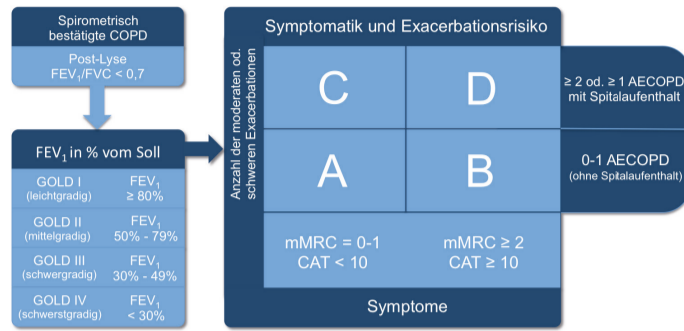 Spirometrisch
bestätigte COPD
Post-Lyse
FEV₁/FVC < 0,7
FEV₁ in % vom Soll
GOLD I FEV₁
(leichtgradig) ≥ 80%
GOLD II FEV₁
(mittelgradig) 50% - 79%
GOLD III FEV₁
(schwergradig) 30% - 49%
GOLD IV FEV₁
(schwerstgradig) < 30%
Symptomatik und Exacerbationsrisiko
Anzahl der moderaten od.
schweren Exacerbationen
C D
A B
≥ 2 od. ≥ 1 AECOPD
mit Spitalaufenthalt
0-1 AECOPD
(ohne Spitalaufenthalt)
mMRC = 0-1 mMRC ≥ 2
CAT < 10 CAT ≥ 10
Symptome